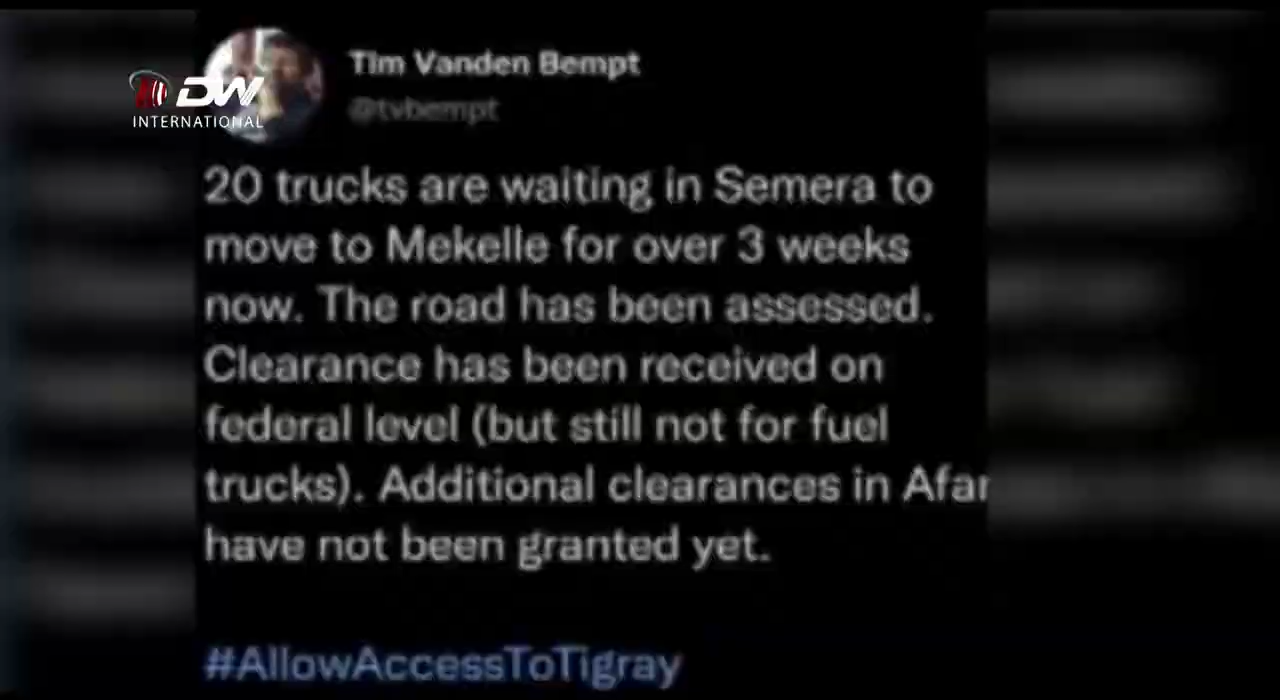 DW
INTERNATIONAL
Tim Vanden Bempt
@tvbempt
20 trucks are waiting in Semera to
move to Mekelle for over 3 weeks
now. The road has been assessed.
Clearance has been received on
federal level (but still not for fuel
trucks). Additional clearances in Afar
have not been granted yet.
#AllowAccessToTigray